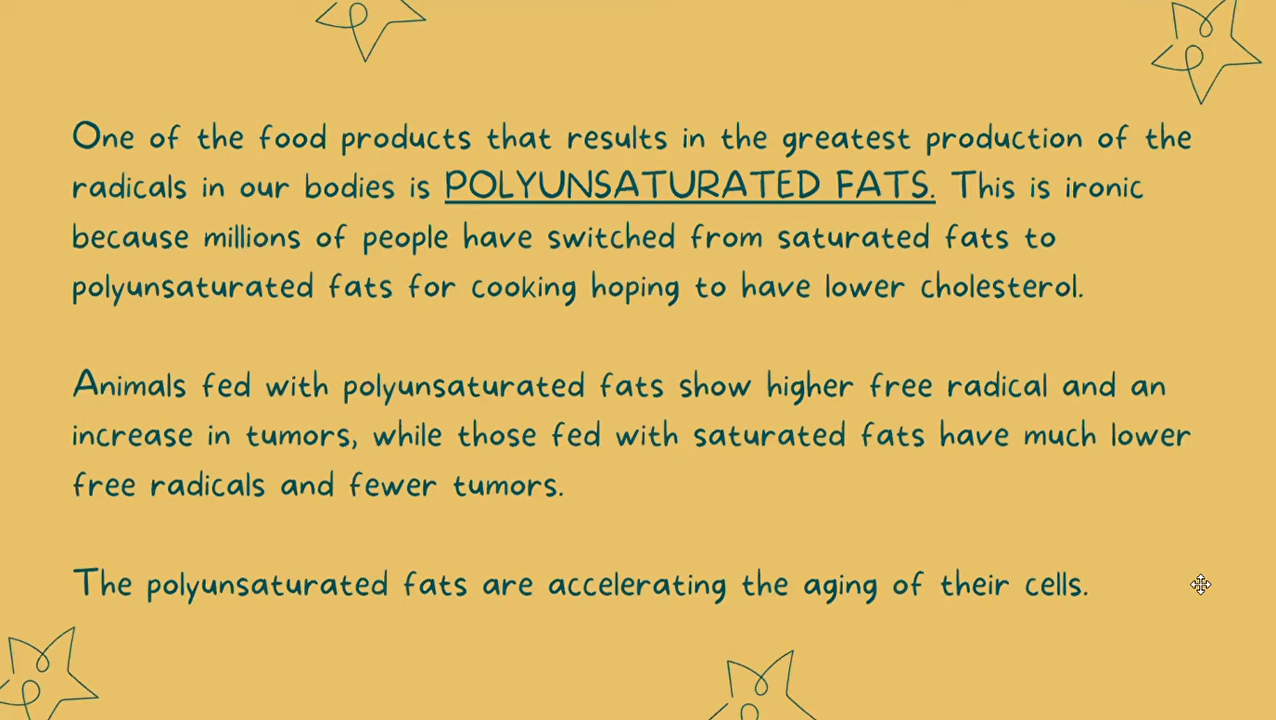 One of the food products that results in the greatest production of the
radicals in our bodies is POLYUNSATURATED FATS. This is ironic
because millions of people have switched from saturated fats to
polyunsaturated fats for cooking hoping to have lower cholesterol.
Animals fed with polyunsaturated fats show higher free radical and an
increase in tumors, while those fed with saturated fats have much lower
free radicals and fewer tumors.
The polyunsaturated fats are accelerating the aging of their cells.